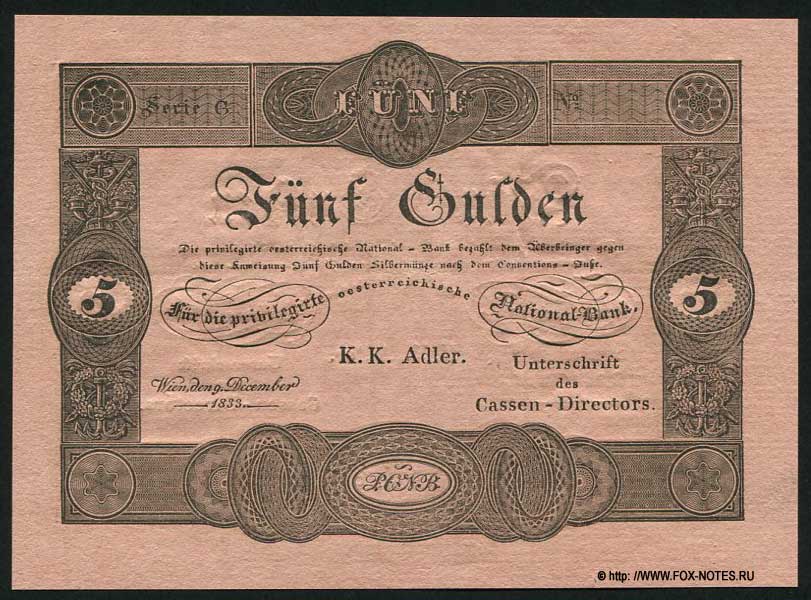 Serie G.
FÜNF
No
Fünf Gulden
Die privilegirte oesterreichische National - Bank bezahlt dem Überbringer gegen
diese Anweisung Fünf Gulden Silbermünze nach dem Conventions - Fuße.
5
Für die privilegirte
oesterreichische
National-Bank.
5
K. K. Adler.
Wien, den 9. December
1833.
Unterschrift
des
Cassen - Directors.
P.O.N.B.
© http: //WWW.FOX-NOTES.RU